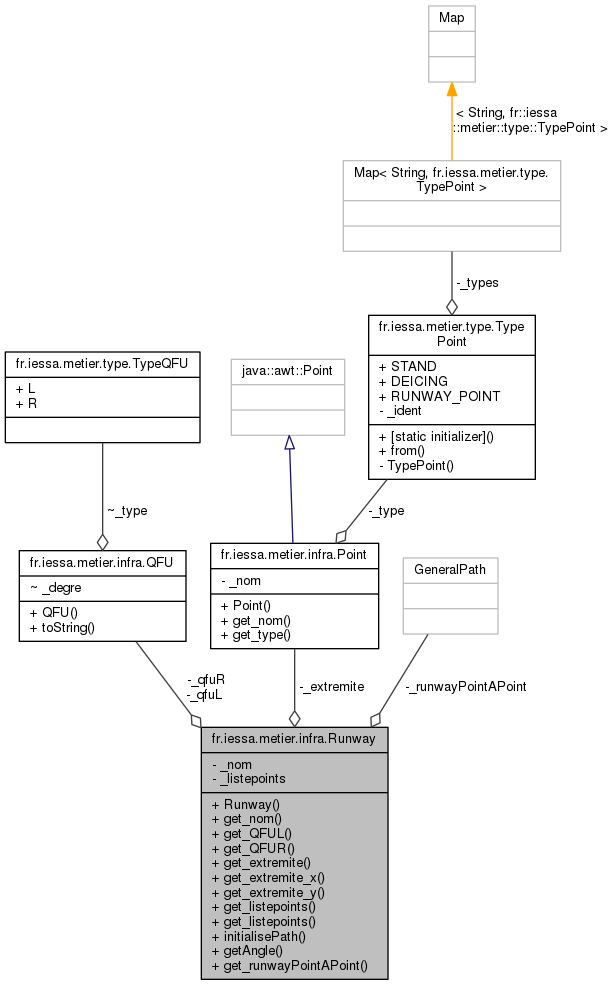 Map
< String, fr::iessa
::metier::type::TypePoint >
Map< String, fr.iessa.metier.type.
TypePoint >
-_types
fr.iessa.metier.type.Type
Point
+ STAND
+ DEICING
+ RUNWAY_POINT
- _ident
+ [static initializer]()
+ from()
- TypePoint()
fr.iessa.metier.type.TypeQFU
+ L
+ R
java::awt::Point
~_type
-_type
fr.iessa.metier.infra.QFU
~ _degre
+ QFU()
+ toString()
fr.iessa.metier.infra.Point
- _nom
+ Point()
+ get_nom()
+ get_type()
GeneralPath
-_qfuR
-_qfuL
-_extremite
-_runwayPointAPoint
fr.iessa.metier.infra.Runway
- _nom
- _listepoints
+ Runway()
+ get_nom()
+ get_QFUL()
+ get_QFUR()
+ get_extremite()
+ get_extremite_x()
+ get_extremite_y()
+ get_listepoints()
+ get_listepoints()
+ initialisePath()
+ getAngle()
+ get_runwayPointAPoint()